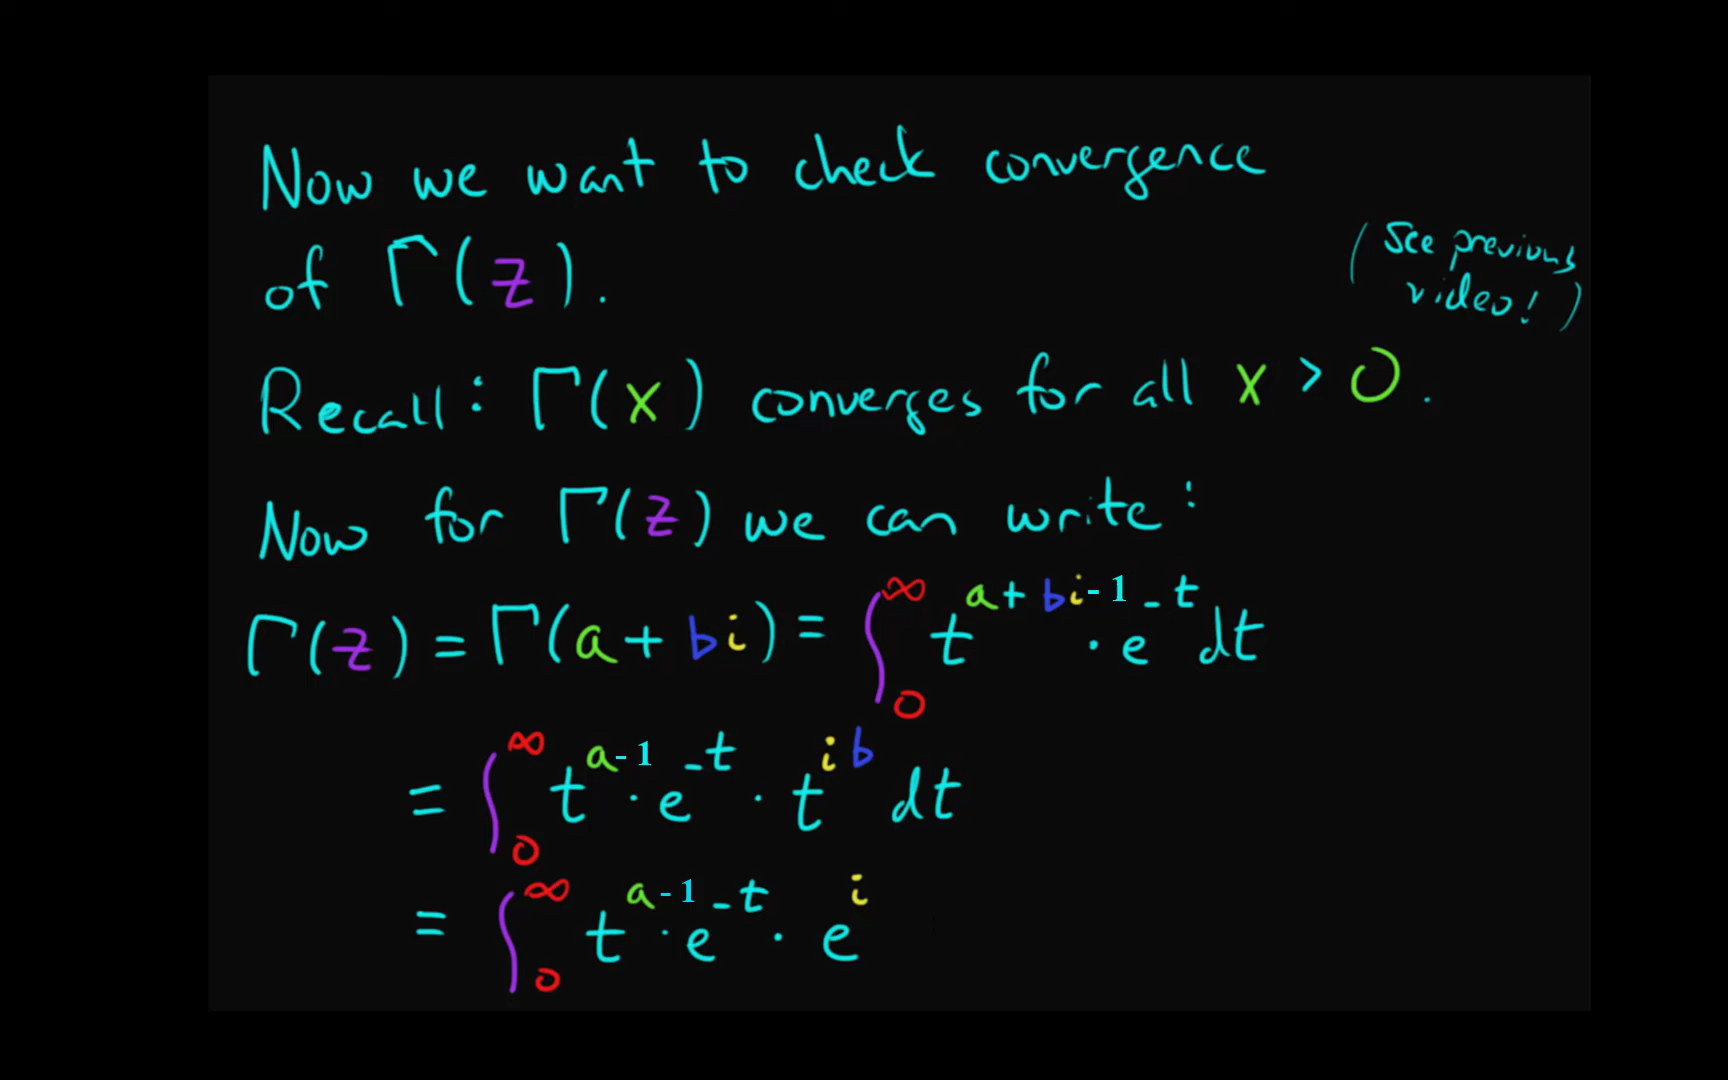 Now we want to check convergence
of Γ(z).
(See previous
video!)
Recall: Γ(x) converges for all x > 0.
Now for Γ(z) we can write:
Γ(z) = Γ(a + bi) = ∫₀^∞ t^(a+bi-1) · e^(-t) dt
= ∫₀^∞ t^(a-1) · e^(-t) · t^(ib) dt
= ∫₀^∞ t^(a-1) · e^(-t) · e^i